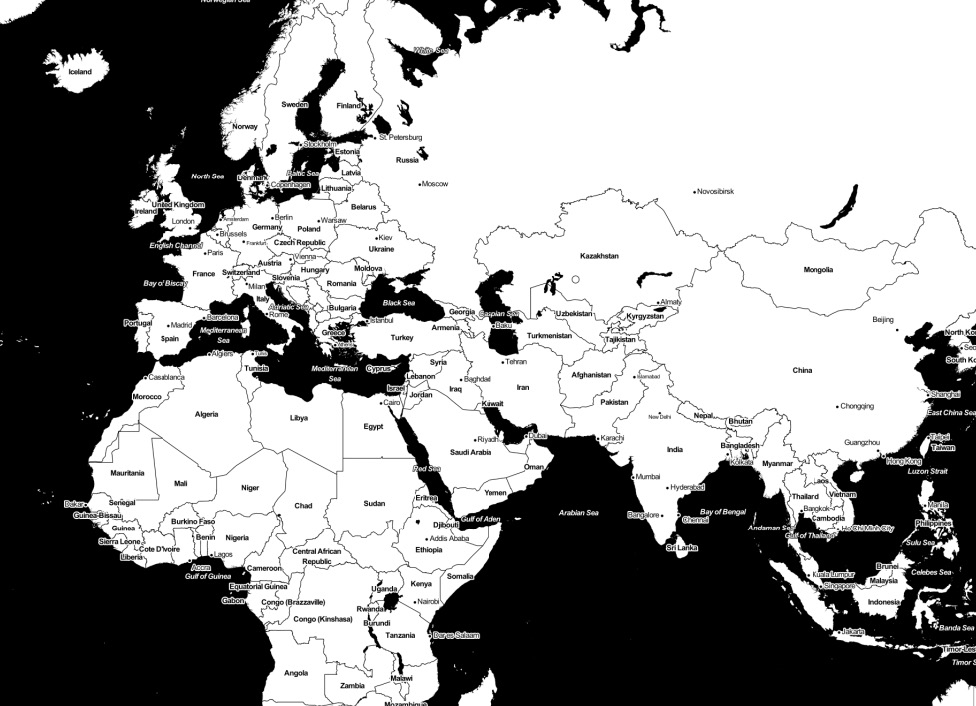 Norwegian Sea
White Sea
Iceland
Sweden
Finland
Norway
St. Petersburg
Stockholm
Estonia
Russia
Latvia
Baltic Sea
North Sea
Denmark
Copenhagen
Lithuania
Moscow
Novosibirsk
United Kingdom
Ireland
Belarus
London
Amsterdam
Berlin
Warsaw
Germany
Poland
Brussels
Kiev
English Channel
Frankfurt
Czech Republic
Ukraine
Paris
Vienna
Kazakhstan
Austria
Mongolia
France
Switzerland
Hungary
Moldova
Slovenia
Bay of Biscay
Milan
Romania
Italy
Black Sea
Almaty
Adriatic Sea
Bulgaria
Georgia
Caspian Sea
Uzbekistan
Kyrgyzstan
Rome
Barcelona
Portugal
Madrid
Istanbul
Armenia
Baku
Beijing
Mediterranean
Sea
Greece
North Ko
Spain
Turkey
Turkmenistan
Tajikistan
Athens
Seo
Algiers
Tunis
South Ko
Tunisia
Mediterranean
Sea
Cyprus
Syria
Tehran
China
Lebanon
Casablanca
Baghdad
Afghanistan
Islamabad
Israel
Iraq
Iran
Morocco
Jordan
Shanghai
Cairo
Kuwait
Pakistan
Chongqing
East China Sea
Algeria
Libya
New Delhi
Nepal
Egypt
Bhutan
Dubai
Karachi
Taipei
Riyadh
Guangzhou
Bangladesh
Taiwan
Saudi Arabia
India
Kolkata
Hong Kong
Myanmar
Red Sea
Oman
Luzon Strait
Mauritania
Mumbai
Laos
Mali
Niger
Hyderabad
Yemen
Thailand
Vietnam
Eritrea
Dakar
Senegal
Chad
Sudan
Manila
Bangkok
Guinea-Bissau
Arabian Sea
Bay of Bengal
Bangalore
Gulf of Aden
Cambodia
Chennai
Burkino Faso
Djibouti
Philippines
Guinea
Andaman Sea
Ho Chi Minh City
Gulf of Thailand
Benin
Nigeria
Addis Ababa
Sierra Leone
Sulu Sea
Cote D'Ivoire
Ethiopia
Sri Lanka
Liberia
Lagos
Central African
Republic
Accra
Cameroon
Brunei
Gulf of Guinea
Kuala Lumpur
Celebes Sea
Somalia
Malaysia
Kenya
Equatorial Guinea
Uganda
Singapore
Gabon
Congo (Brazzaville)
Nairobi
Indonesia
Rwanda
Congo (Kinshasa)
Burundi
Banda Sea
Jakarta
Tanzania
Dar es Salaam
Timor-Les
Timor S
Angola
Malawi
Zambia
Mozambique